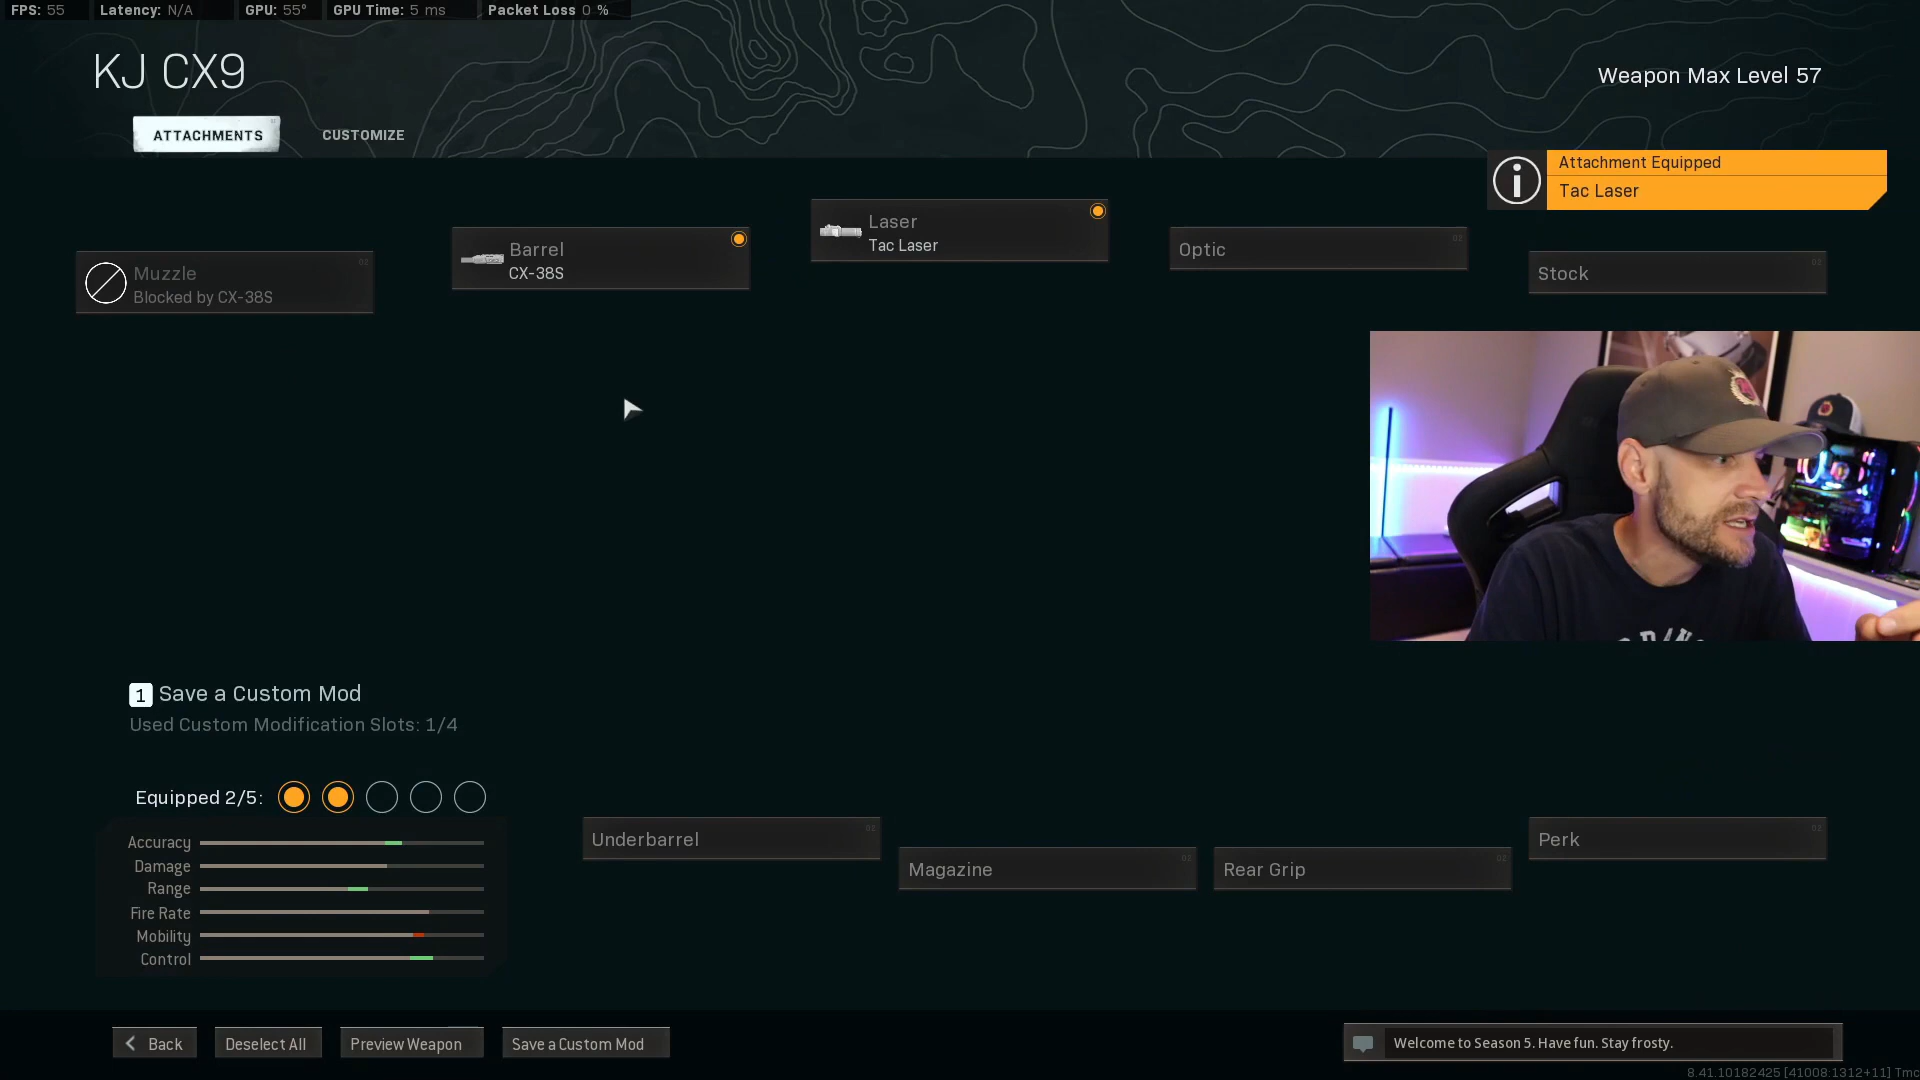 FPS: 55 Latency: N/A GPU: 55° GPU Time: 5 ms Packet Loss 0 %
KJ CX9
Weapon Max Level 57
ATTACHMENTS CUSTOMIZE
Attachment Equipped
Tac Laser
Laser
Tac Laser
Barrel
CX-38S
Optic
Muzzle
Blocked by CX-38S
Stock
1 Save a Custom Mod
Used Custom Modification Slots: 1/4
Equipped 2/5:
Accuracy
Damage
Range
Fire Rate
Mobility
Control
Underbarrel
Magazine
Rear Grip
Perk
Back Deselect All Preview Weapon Save a Custom Mod
Welcome to Season 5. Have fun. Stay frosty.
8.41.10182425 [41008:1312+11] Tmc